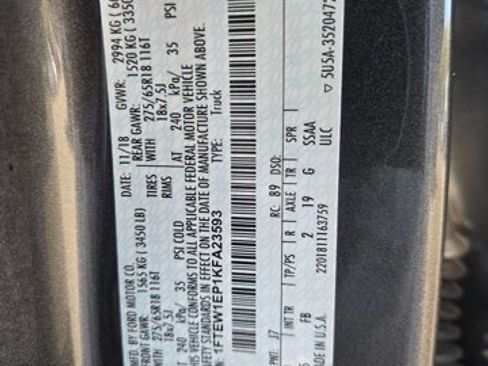 MFD. BY FORD MOTOR CO.
DATE: 11/18 GVWR: 2994 KG (
FRONT GAWR: 1565 KG (3450 LB) REAR GAWR: 1520 KG (3350
WITH 275/65R18 116T TIRES WITH 275/65R18 116T
18x7.5J RIMS 18x7.5J
AT 240 kPa/ 35 PSI COLD AT 240 kPa/ 35 PSI
THIS VEHICLE CONFORMS TO ALL APPLICABLE FEDERAL MOTOR VEHICLE
SAFETY STANDARDS IN EFFECT ON THE DATE OF MANUFACTURE SHOWN ABOVE.
VIN: 1FTEW1EP1KFA23593 TYPE: Truck
PNT: J7 RC: 89 DSO:
INT TR TP/PS R AXLE TR SPR
FB 2 19 G SSAA
ULC
MADE IN U.S.A. 2201811163759 ▽ 5U5A-3520472